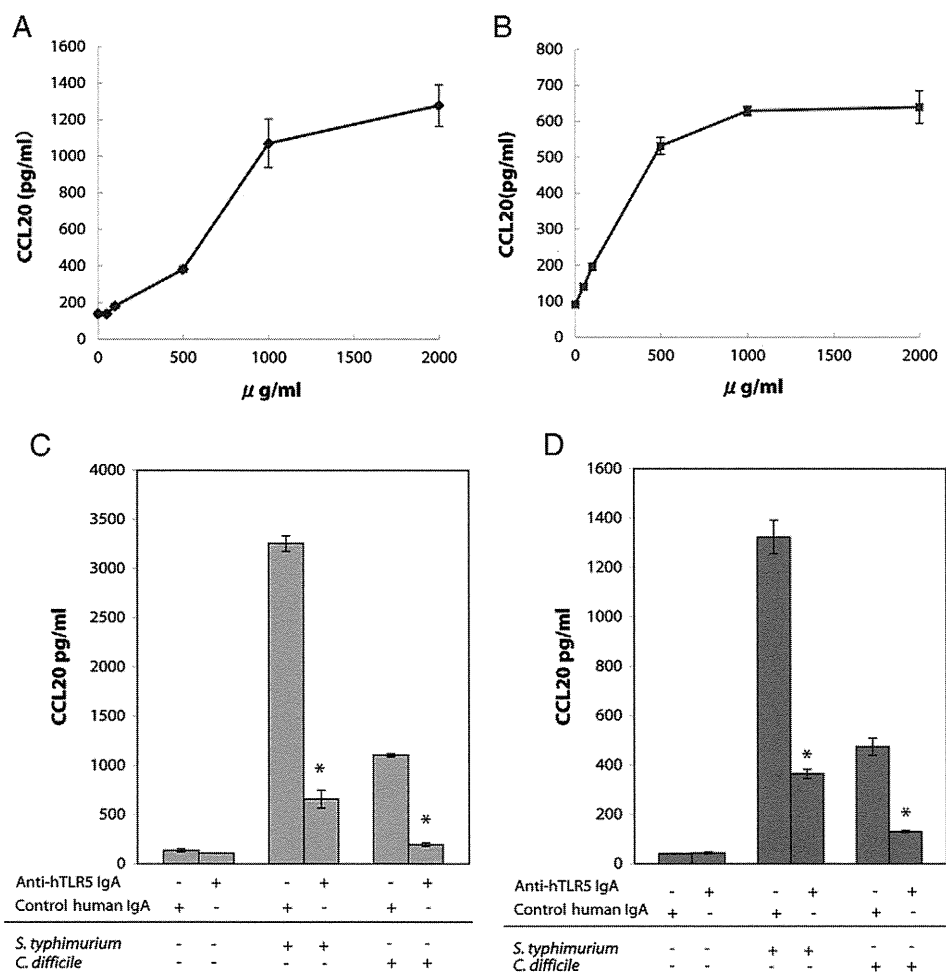 A
1600
1400
1200
1000
800
600
400
200
0
CCL20 (pg/ml)
0 500 1000 1500 2000
μ g/ml
B
800
700
600
500
400
300
200
100
0
CCL20(pg/ml)
0 500 1000 1500 2000
μ g/ml
C
4000
3500
3000
2500
2000
1500
1000
500
0
CCL20 pg/ml
* *
Anti-hTLR5 IgA - + - + - +
Control human IgA + - + - + -
S. typhimurium - - + + - -
C. difficile - - - - + +
D
1600
1400
1200
1000
800
600
400
200
0
CCL20 pg/ml
* *
Anti-hTLR5 IgA - + - + - +
Control human IgA + - + - + -
S. typhimurium - - + + - -
C. difficile - - - - + +